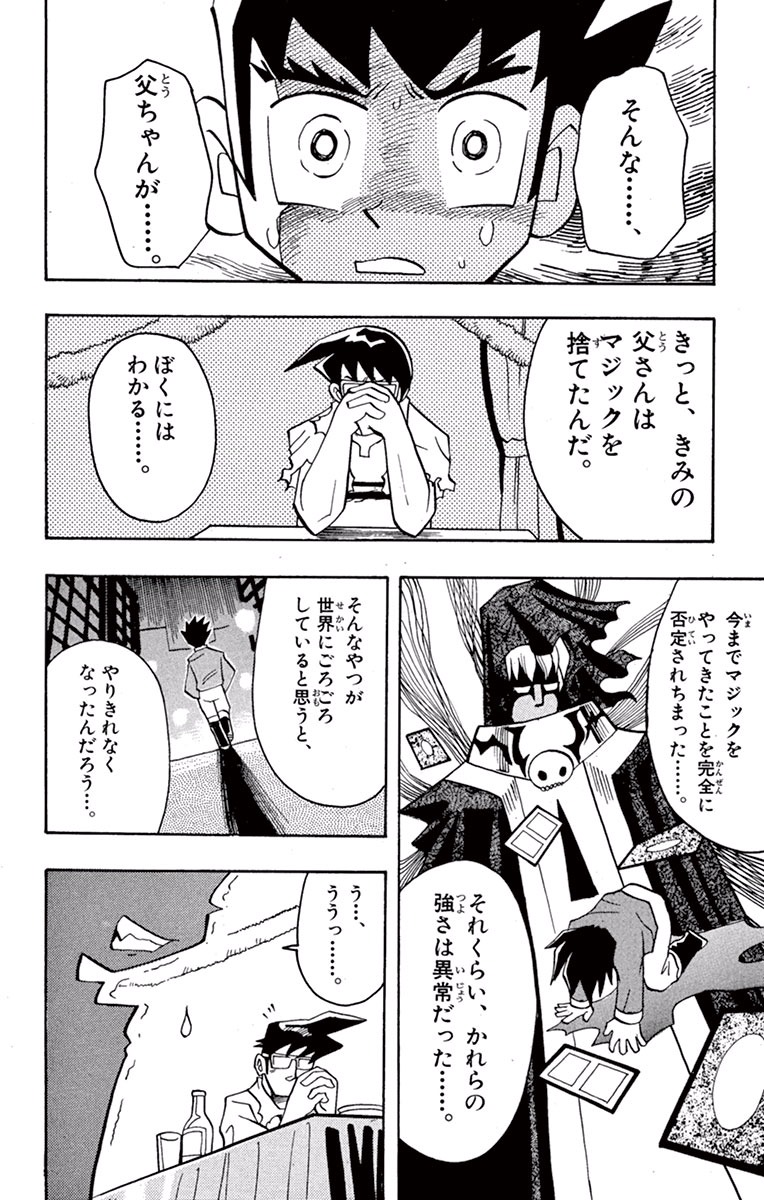 そんな……、
父ちゃんが
……。
きっと、きみの
父さんは
マジックを
捨てたんだ。
ぼくには
わかる……。
今までマジックを
やってきたことを完全に
否定されちまった……。
それくらい、かれらの
強さは異常だった……。
そんなやつが
世界にごろごろ
していると思うと、
やりきれなく
なったんだろう…。
う…、
ううっ……。